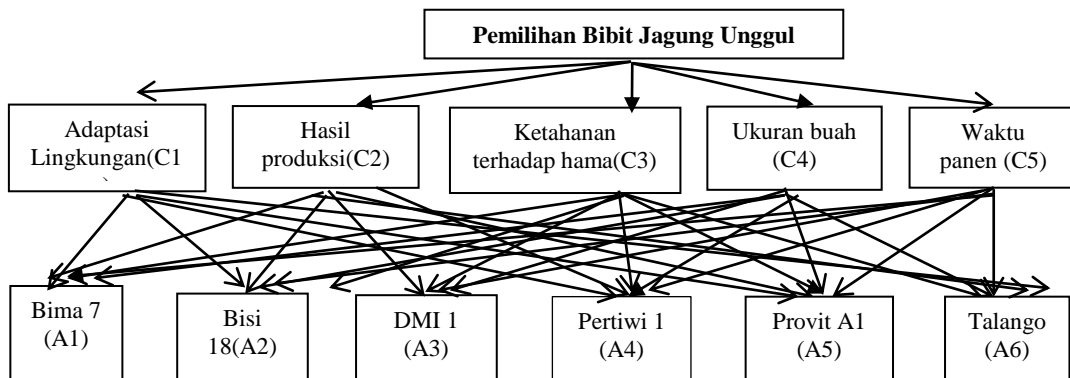 Pemilihan Bibit Jagung Unggul
Adaptasi
Lingkungan(C1
)
Hasil
produksi(C2)
Ketahanan
terhadap hama(C3)
Ukuran buah
(C4)
Waktu
panen (C5)
Bima 7
(A1)
Bisi
18(A2)
DMI 1
(A3)
Pertiwi 1
(A4)
Provit A1
(A5)
Talango
(A6)